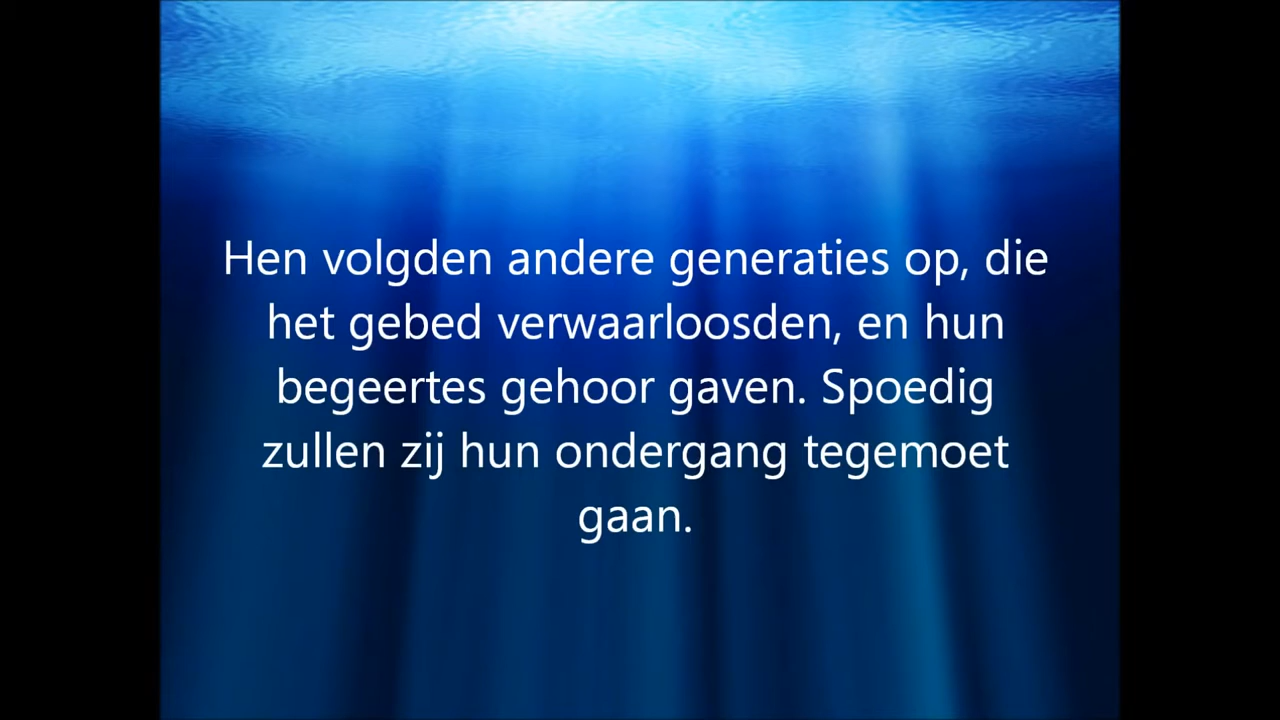 Hen volgden andere generaties op, die
het gebed verwaarloosden, en hun
begeertes gehoor gaven. Spoedig
zullen zij hun ondergang tegemoet
gaan.